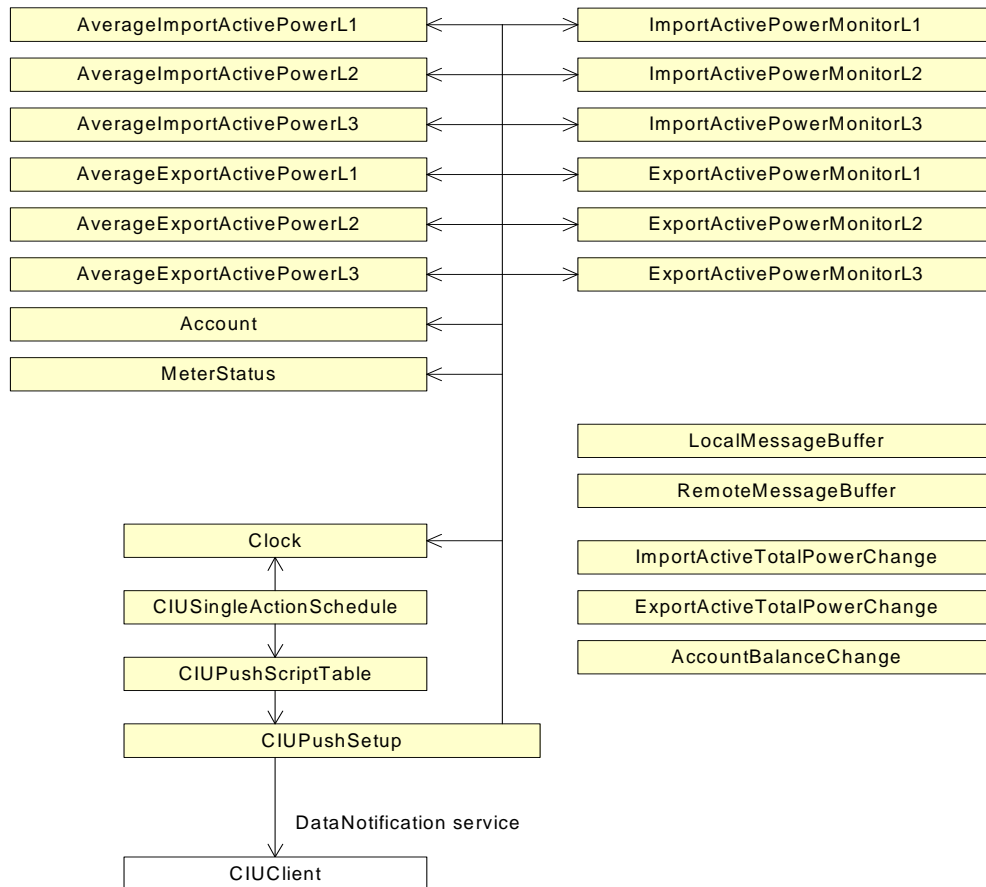 AverageImportActivePowerL1
ImportActivePowerMonitorL1
AverageImportActivePowerL2
ImportActivePowerMonitorL2
AverageImportActivePowerL3
ImportActivePowerMonitorL3
AverageExportActivePowerL1
ExportActivePowerMonitorL1
AverageExportActivePowerL2
ExportActivePowerMonitorL2
AverageExportActivePowerL3
ExportActivePowerMonitorL3
Account
MeterStatus
LocalMessageBuffer
RemoteMessageBuffer
Clock
ImportActiveTotalPowerChange
CIUSingleActionSchedule
ExportActiveTotalPowerChange
AccountBalanceChange
CIUPushScriptTable
CIUPushSetup
DataNotification service
CIUClient